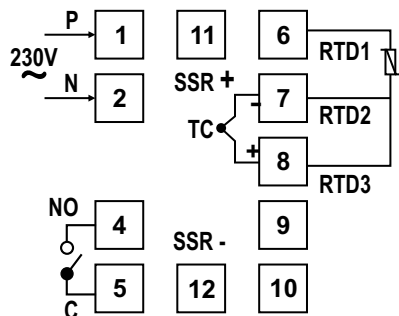 P 1 11 6 RTD1
230V ~
N 2 SSR + - 7 RTD2
TC + 8 RTD3
NO 4 SSR - 9
C 5 12 10